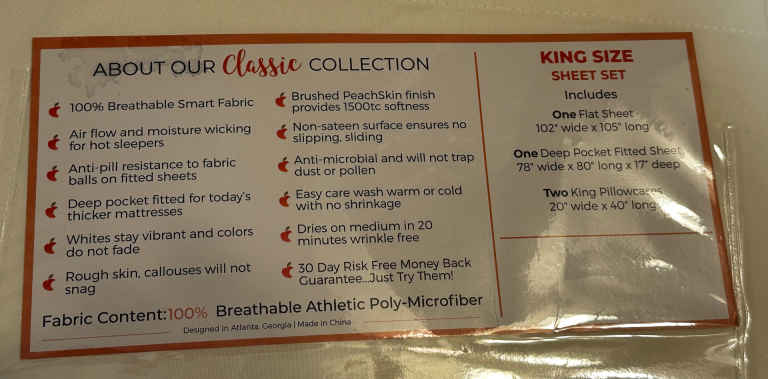 ABOUT OUR Classic COLLECTION
100% Breathable Smart Fabric
Air flow and moisture wicking
for hot sleepers
Anti-pill resistance to fabric
balls on fitted sheets
Deep pocket fitted for today's
thicker mattresses
Whites stay vibrant and colors
do not fade
Rough skin, callouses will not
snag
Brushed PeachSkin finish
provides 1500tc softness
Non-sateen surface ensures no
slipping, sliding
Anti-microbial and will not trap
dust or pollen
Easy care wash warm or cold
with no shrinkage
Dries on medium in 20
minutes wrinkle free
30 Day Risk Free Money Back
Guarantee...Just Try Them!
Fabric Content:100% Breathable Athletic Poly-Microfiber
Designed in Atlanta, Georgia | Made in China
KING SIZE
SHEET SET
Includes
One Flat Sheet
102" wide x 105" long
One Deep Pocket Fitted Sheet
78" wide x 80" long x 17" deep
Two King Pillowcases
20" wide x 40" long